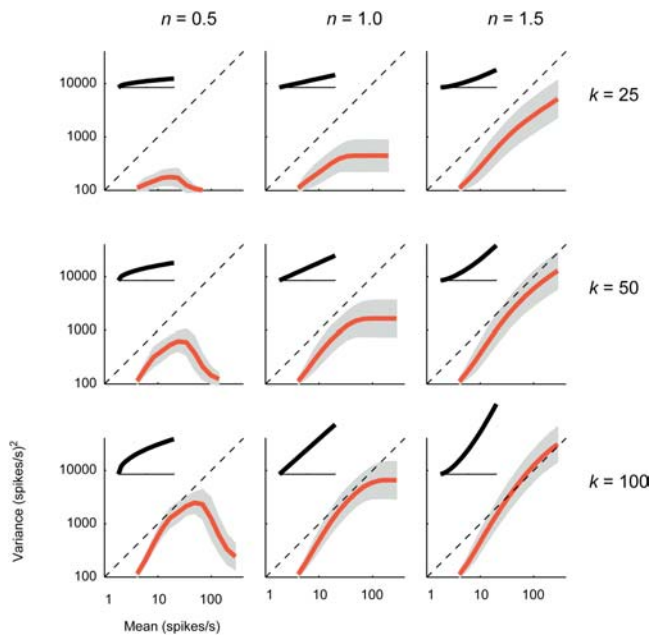 n = 0.5 n = 1.0 n = 1.5
10000
1000
100
k = 25
10000
1000
100
k = 50
10000
1000
100
k = 100
1 10 100 1 10 100 1 10 100
Variance (spikes/s)²
Mean (spikes/s)